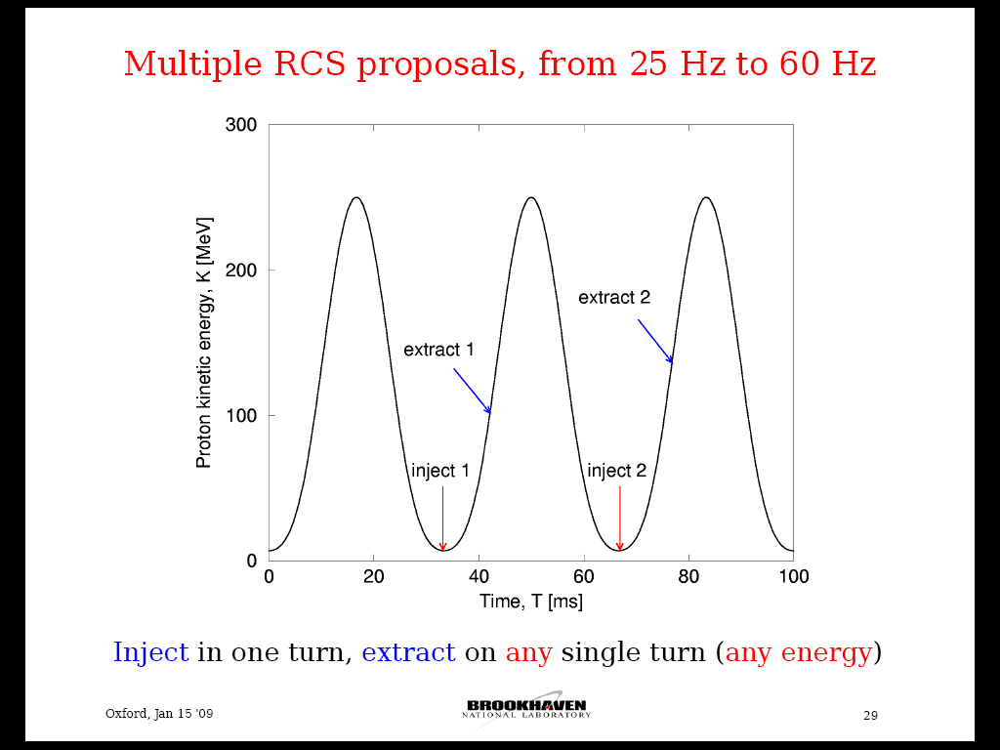 Multiple RCS proposals, from 25 Hz to 60 Hz
300
200
100
0
Proton kinetic energy, K [MeV]
extract 2
extract 1
inject 1
inject 2
0 20 40 60 80 100
Time, T [ms]
Inject in one turn, extract on any single turn (any energy)
Oxford, Jan 15 '09
BROOKHAVEN
NATIONAL LABORATORY
29